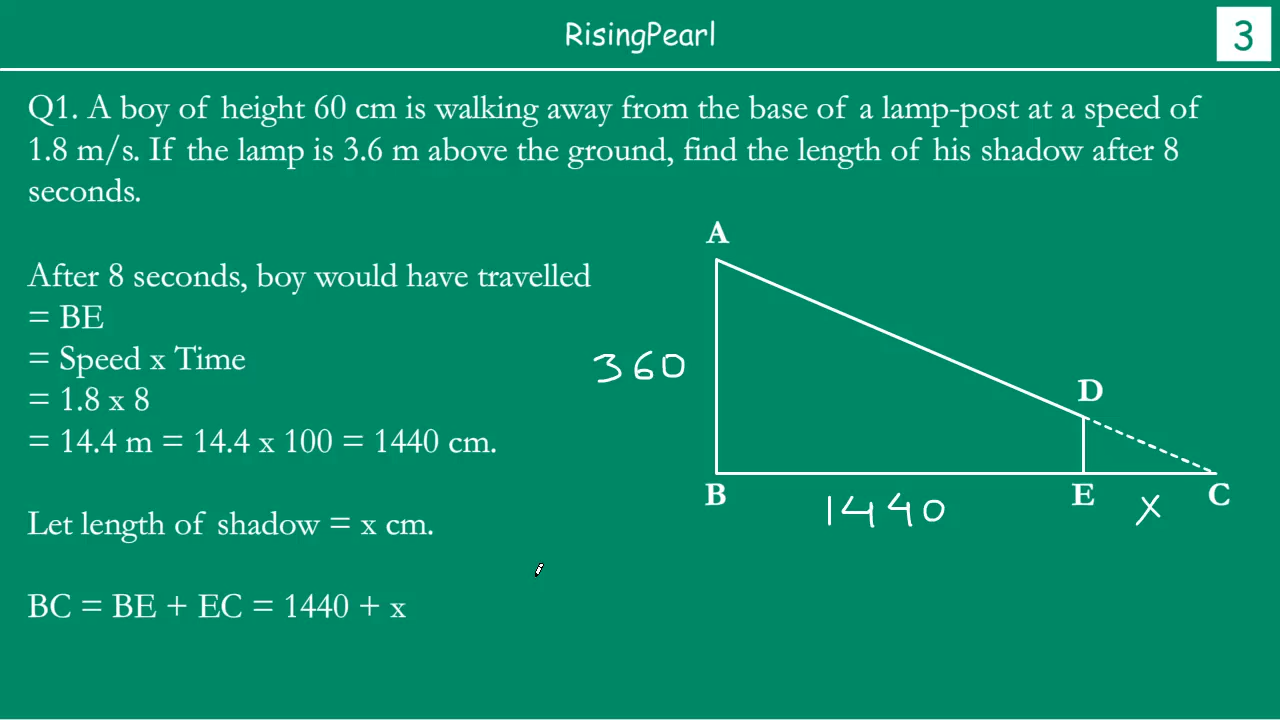 RisingPearl
3
Q1. A boy of height 60 cm is walking away from the base of a lamp-post at a speed of
1.8 m/s. If the lamp is 3.6 m above the ground, find the length of his shadow after 8
seconds.
A
After 8 seconds, boy would have travelled
= BE
= Speed x Time
360
D
= 1.8 x 8
= 14.4 m = 14.4 x 100 = 1440 cm.
B
E
C
1440
x
Let length of shadow = x cm.
BC = BE + EC = 1440 + x